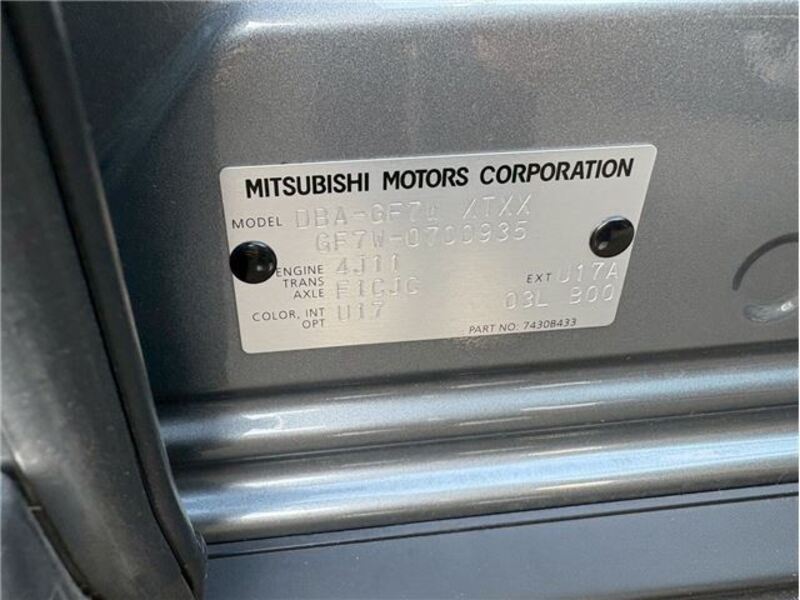 MITSUBISHI MOTORS CORPORATION
MODEL DBA-GF7W XTXX
GF7W-0700935
ENGINE 4J11
TRANS AXLE F1CJC EXT U17A
COLOR, INT OPT U17 03L B00
PART NO: 7430B433